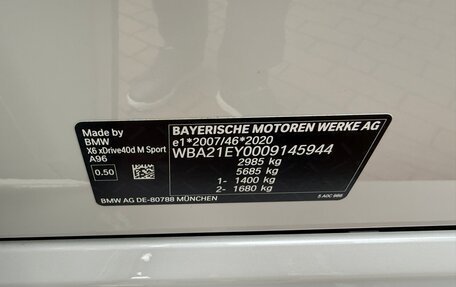 Made by
BMW
X6 xDrive40d M Sport
A96
0.50
BAYERISCHE MOTOREN WERKE AG
e1*2007/46*2020
WBA21EY0009145944
2985 kg
5685 kg
1- 1400 kg
2- 1680 kg
BMW AG DE-80788 MÜNCHEN